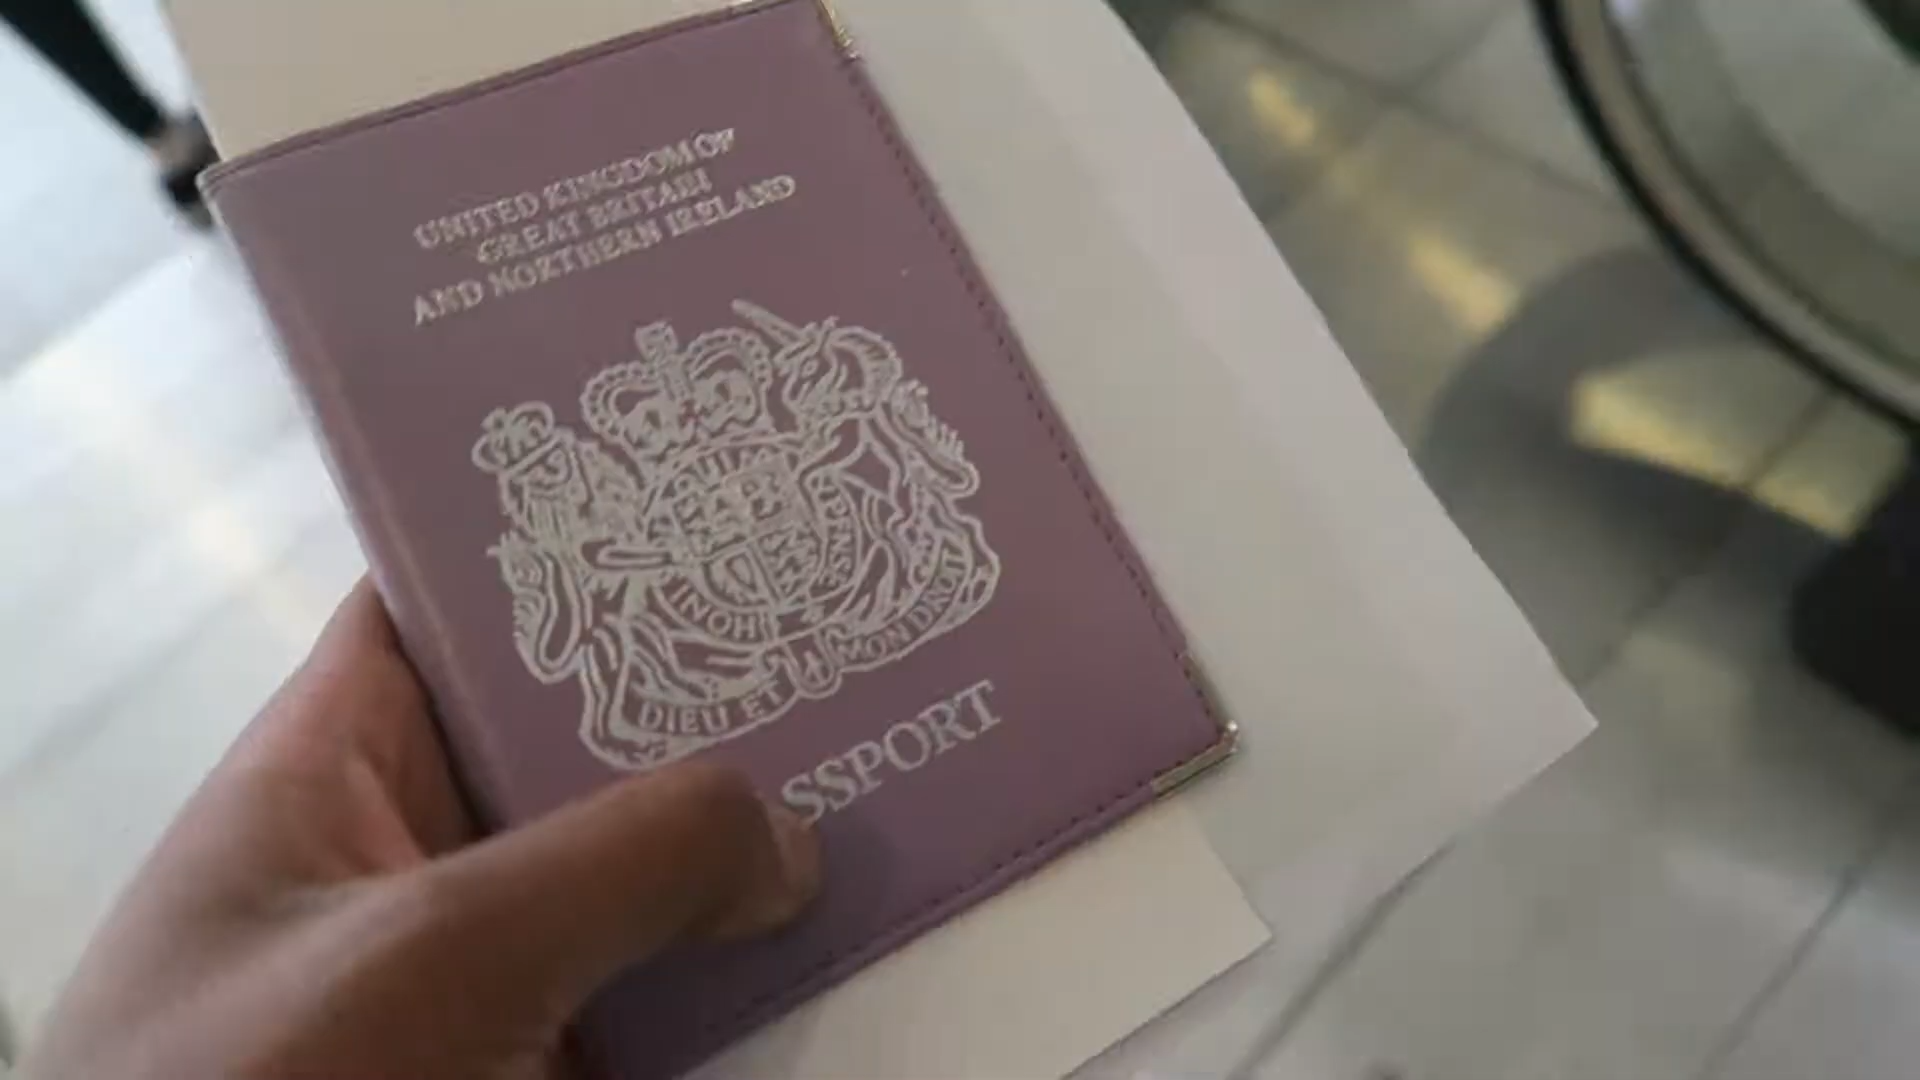 UNITED KINGDOM OF
GREAT BRITAIN
AND NORTHERN IRELAND
DIEU ET MON DROIT
SSPORT